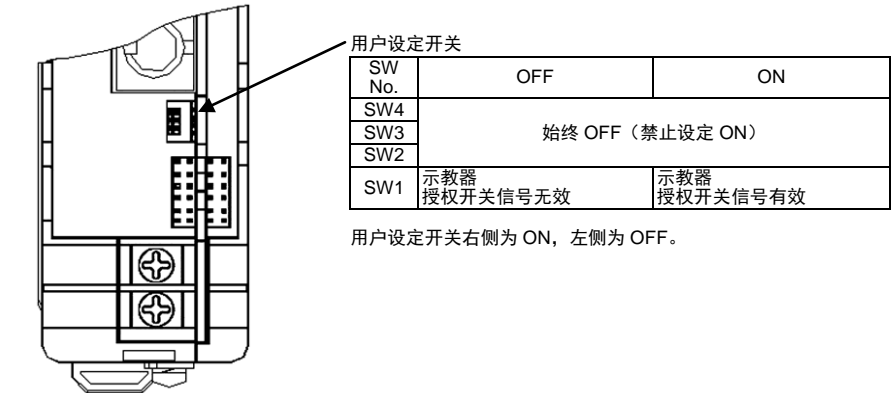 用户设定开关
SW No. OFF ON
SW4
SW3 始终 OFF（禁止设定 ON）
SW2
SW1 示教器 授权开关信号无效 示教器 授权开关信号有效
用户设定开关右侧为 ON，左侧为 OFF。